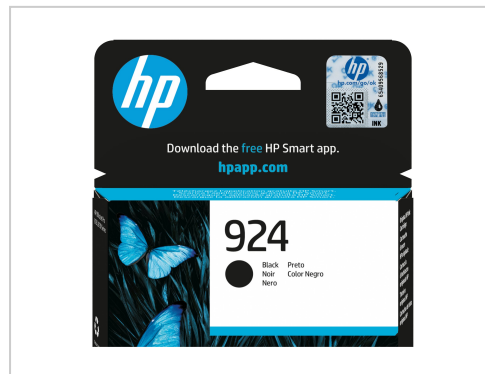 hp
hp
hp.com/go/ok
INK
Download the free HP Smart app.
hpapp.com
924
Black Preto
Noir Color Negro
Nero